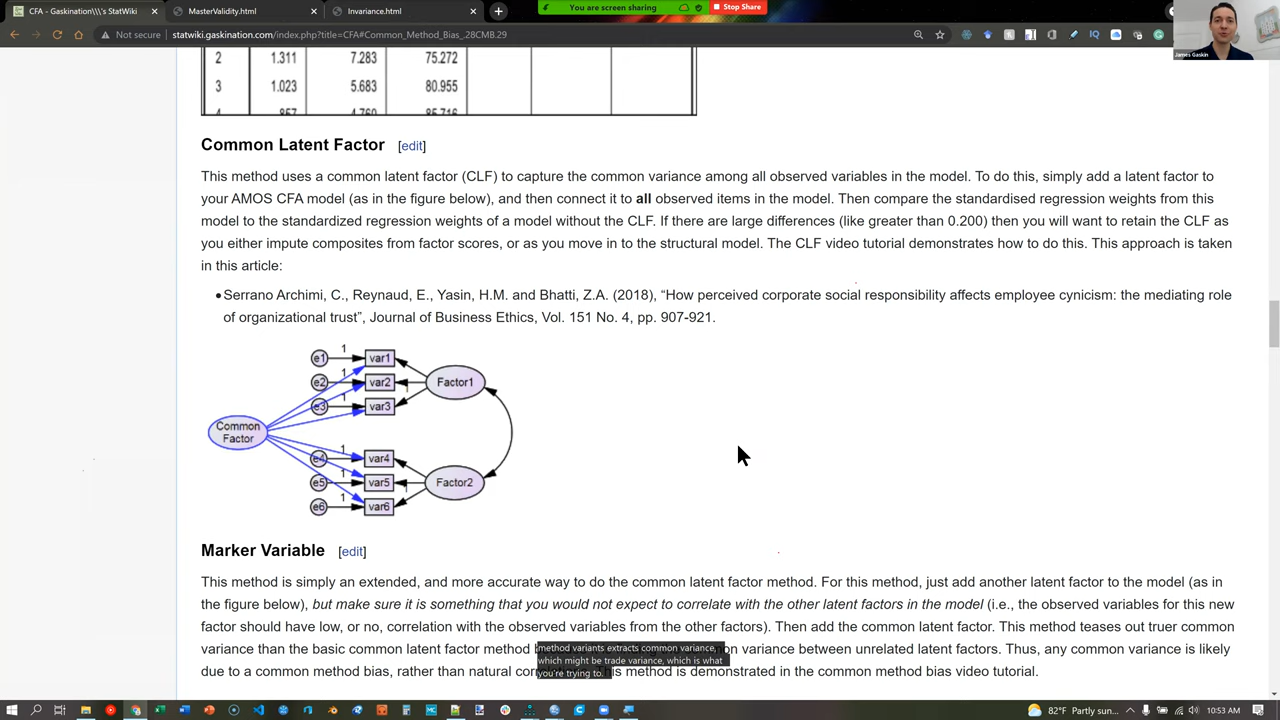 CFA - Gaskination\\'s StatWiki
MasterValidity.html
Invariance.html
You are screen sharing
Stop Share
Not secure
statwiki.gaskination.com/index.php?title=CFA#Common_Method_Bias_.28CMB.29
James Gaskin
2 1.311 7.283 75.272
3 1.023 5.683 80.955
4 .857 4.760 85.716
Common Latent Factor [edit]
This method uses a common latent factor (CLF) to capture the common variance among all observed variables in the model. To do this, simply add a latent factor to
your AMOS CFA model (as in the figure below), and then connect it to all observed items in the model. Then compare the standardised regression weights from this
model to the standardized regression weights of a model without the CLF. If there are large differences (like greater than 0.200) then you will want to retain the CLF as
you either impute composites from factor scores, or as you move in to the structural model. The CLF video tutorial demonstrates how to do this. This approach is taken
in this article:
Serrano Archimi, C., Reynaud, E., Yasin, H.M. and Bhatti, Z.A. (2018), “How perceived corporate social responsibility affects employee cynicism: the mediating role
of organizational trust”, Journal of Business Ethics, Vol. 151 No. 4, pp. 907-921.
e1 1 var1
e2 1 var2
Factor1
e3 1 var3
Common
Factor
e4 1 var4
e5 1 var5
Factor2
e6 1 var6
Marker Variable [edit]
This method is simply an extended, and more accurate way to do the common latent factor method. For this method, just add another latent factor to the model (as in
the figure below), but make sure it is something that you would not expect to correlate with the other latent factors in the model (i.e., the observed variables for this new
factor should have low, or no, correlation with the observed variables from the other factors). Then add the common latent factor. This method teases out truer common
variance than the basic common latent factor method variance between unrelated latent factors. Thus, any common variance is likely
due to a common method bias, rather than natural This method is demonstrated in the common method bias video tutorial.
method variants extracts common variance,
which might be trade variance, which is what
you're trying to.
82°F Partly sun...
10:53 AM